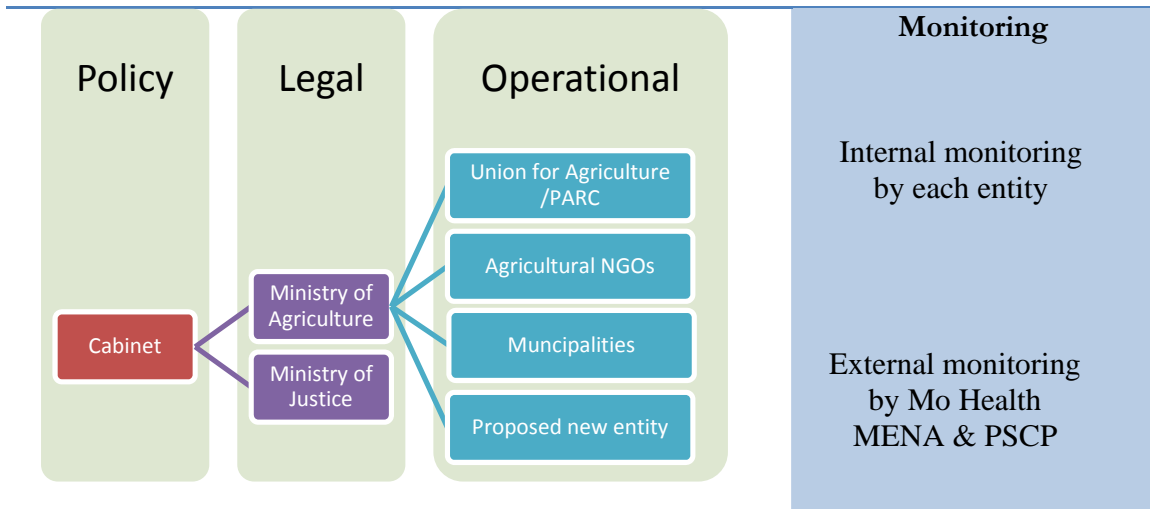 Policy
Legal
Operational
Cabinet
Ministry of
Agriculture
Ministry of
Justice
Union for Agriculture
/PARC
Agricultural NGOs
Muncipalities
Proposed new entity
Monitoring
Internal monitoring
by each entity
External monitoring
by Mo Health
MENA & PSCP